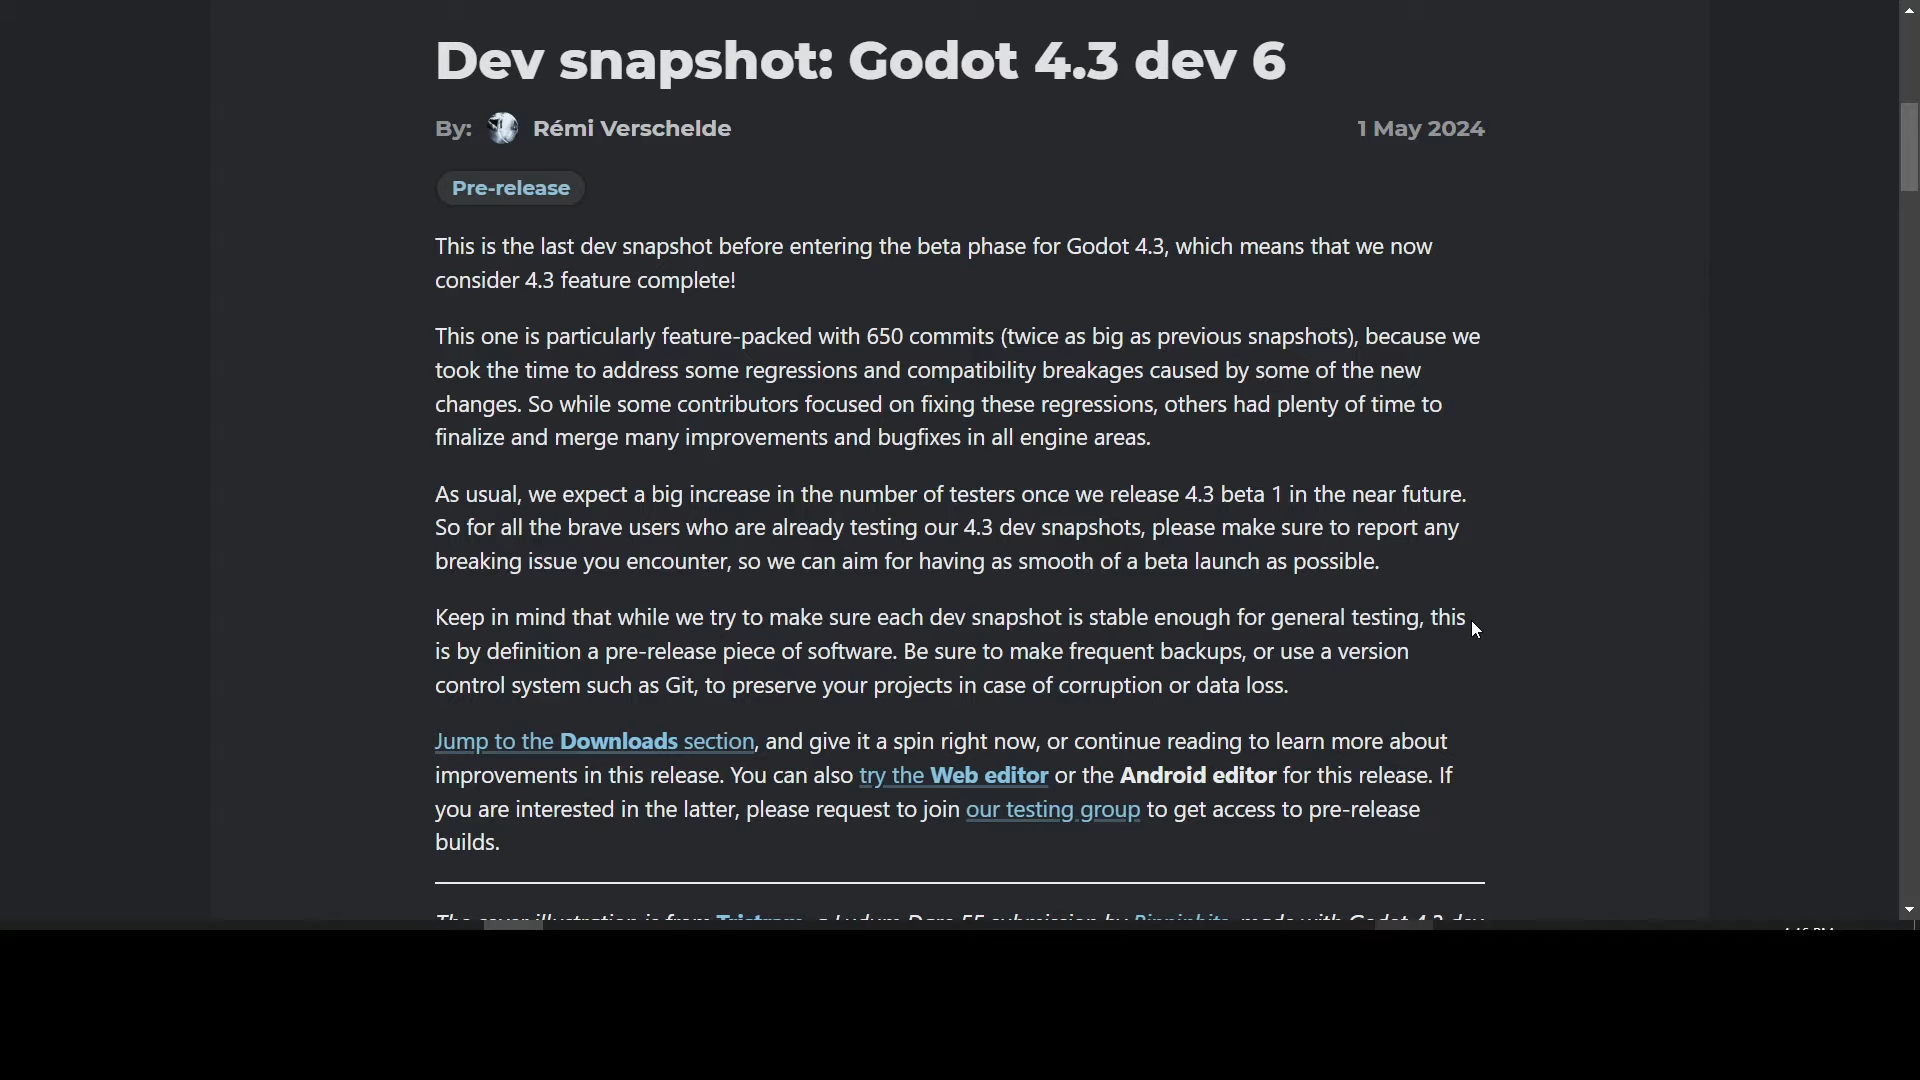 Dev snapshot: Godot 4.3 dev 6
By: Rémi Verschelde 1 May 2024
Pre-release
This is the last dev snapshot before entering the beta phase for Godot 4.3, which means that we now
consider 4.3 feature complete!
This one is particularly feature-packed with 650 commits (twice as big as previous snapshots), because we
took the time to address some regressions and compatibility breakages caused by some of the new
changes. So while some contributors focused on fixing these regressions, others had plenty of time to
finalize and merge many improvements and bugfixes in all engine areas.
As usual, we expect a big increase in the number of testers once we release 4.3 beta 1 in the near future.
So for all the brave users who are already testing our 4.3 dev snapshots, please make sure to report any
breaking issue you encounter, so we can aim for having as smooth of a beta launch as possible.
Keep in mind that while we try to make sure each dev snapshot is stable enough for general testing, this
is by definition a pre-release piece of software. Be sure to make frequent backups, or use a version
control system such as Git, to preserve your projects in case of corruption or data loss.
Jump to the Downloads section, and give it a spin right now, or continue reading to learn more about
improvements in this release. You can also try the Web editor or the Android editor for this release. If
you are interested in the latter, please request to join our testing group to get access to pre-release
builds.
The cover illustration is from